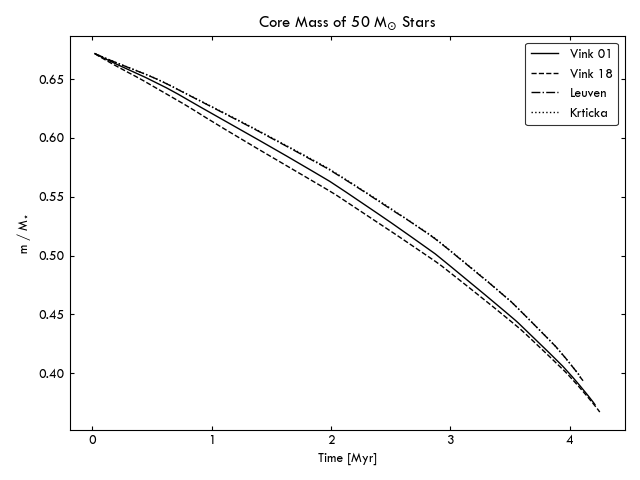 Core Mass of 50 M☉ Stars
Vink 01
Vink 18
Leuven
Krticka
0.65
0.60
0.55
0.50
0.45
0.40
m / M⋆
0 1 2 3 4
Time [Myr]